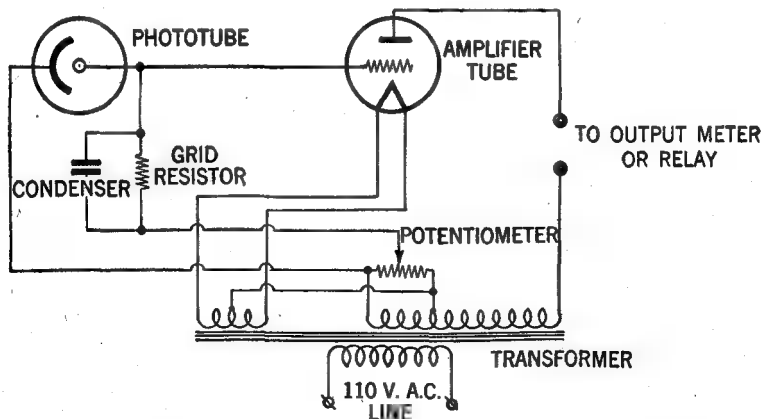 PHOTOTUBE
AMPLIFIER
TUBE
TO OUTPUT METER
OR RELAY
GRID
RESISTOR
CONDENSER
POTENTIOMETER
TRANSFORMER
110 V. A.C.
LINE